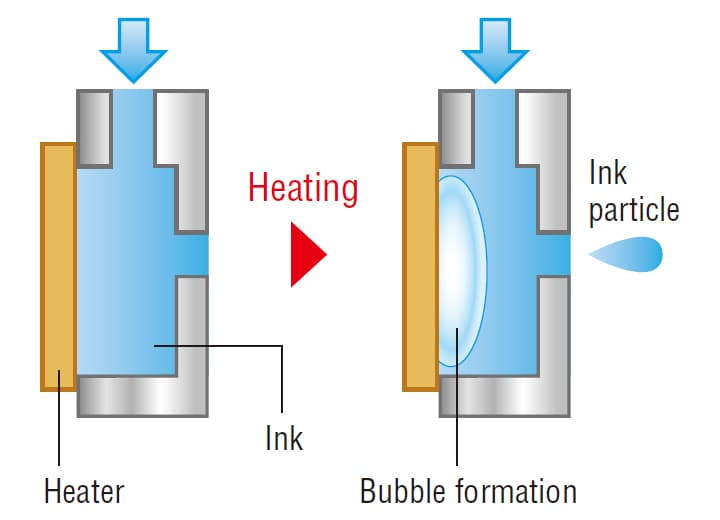 Heating
Ink
particle
Ink
Heater
Bubble formation